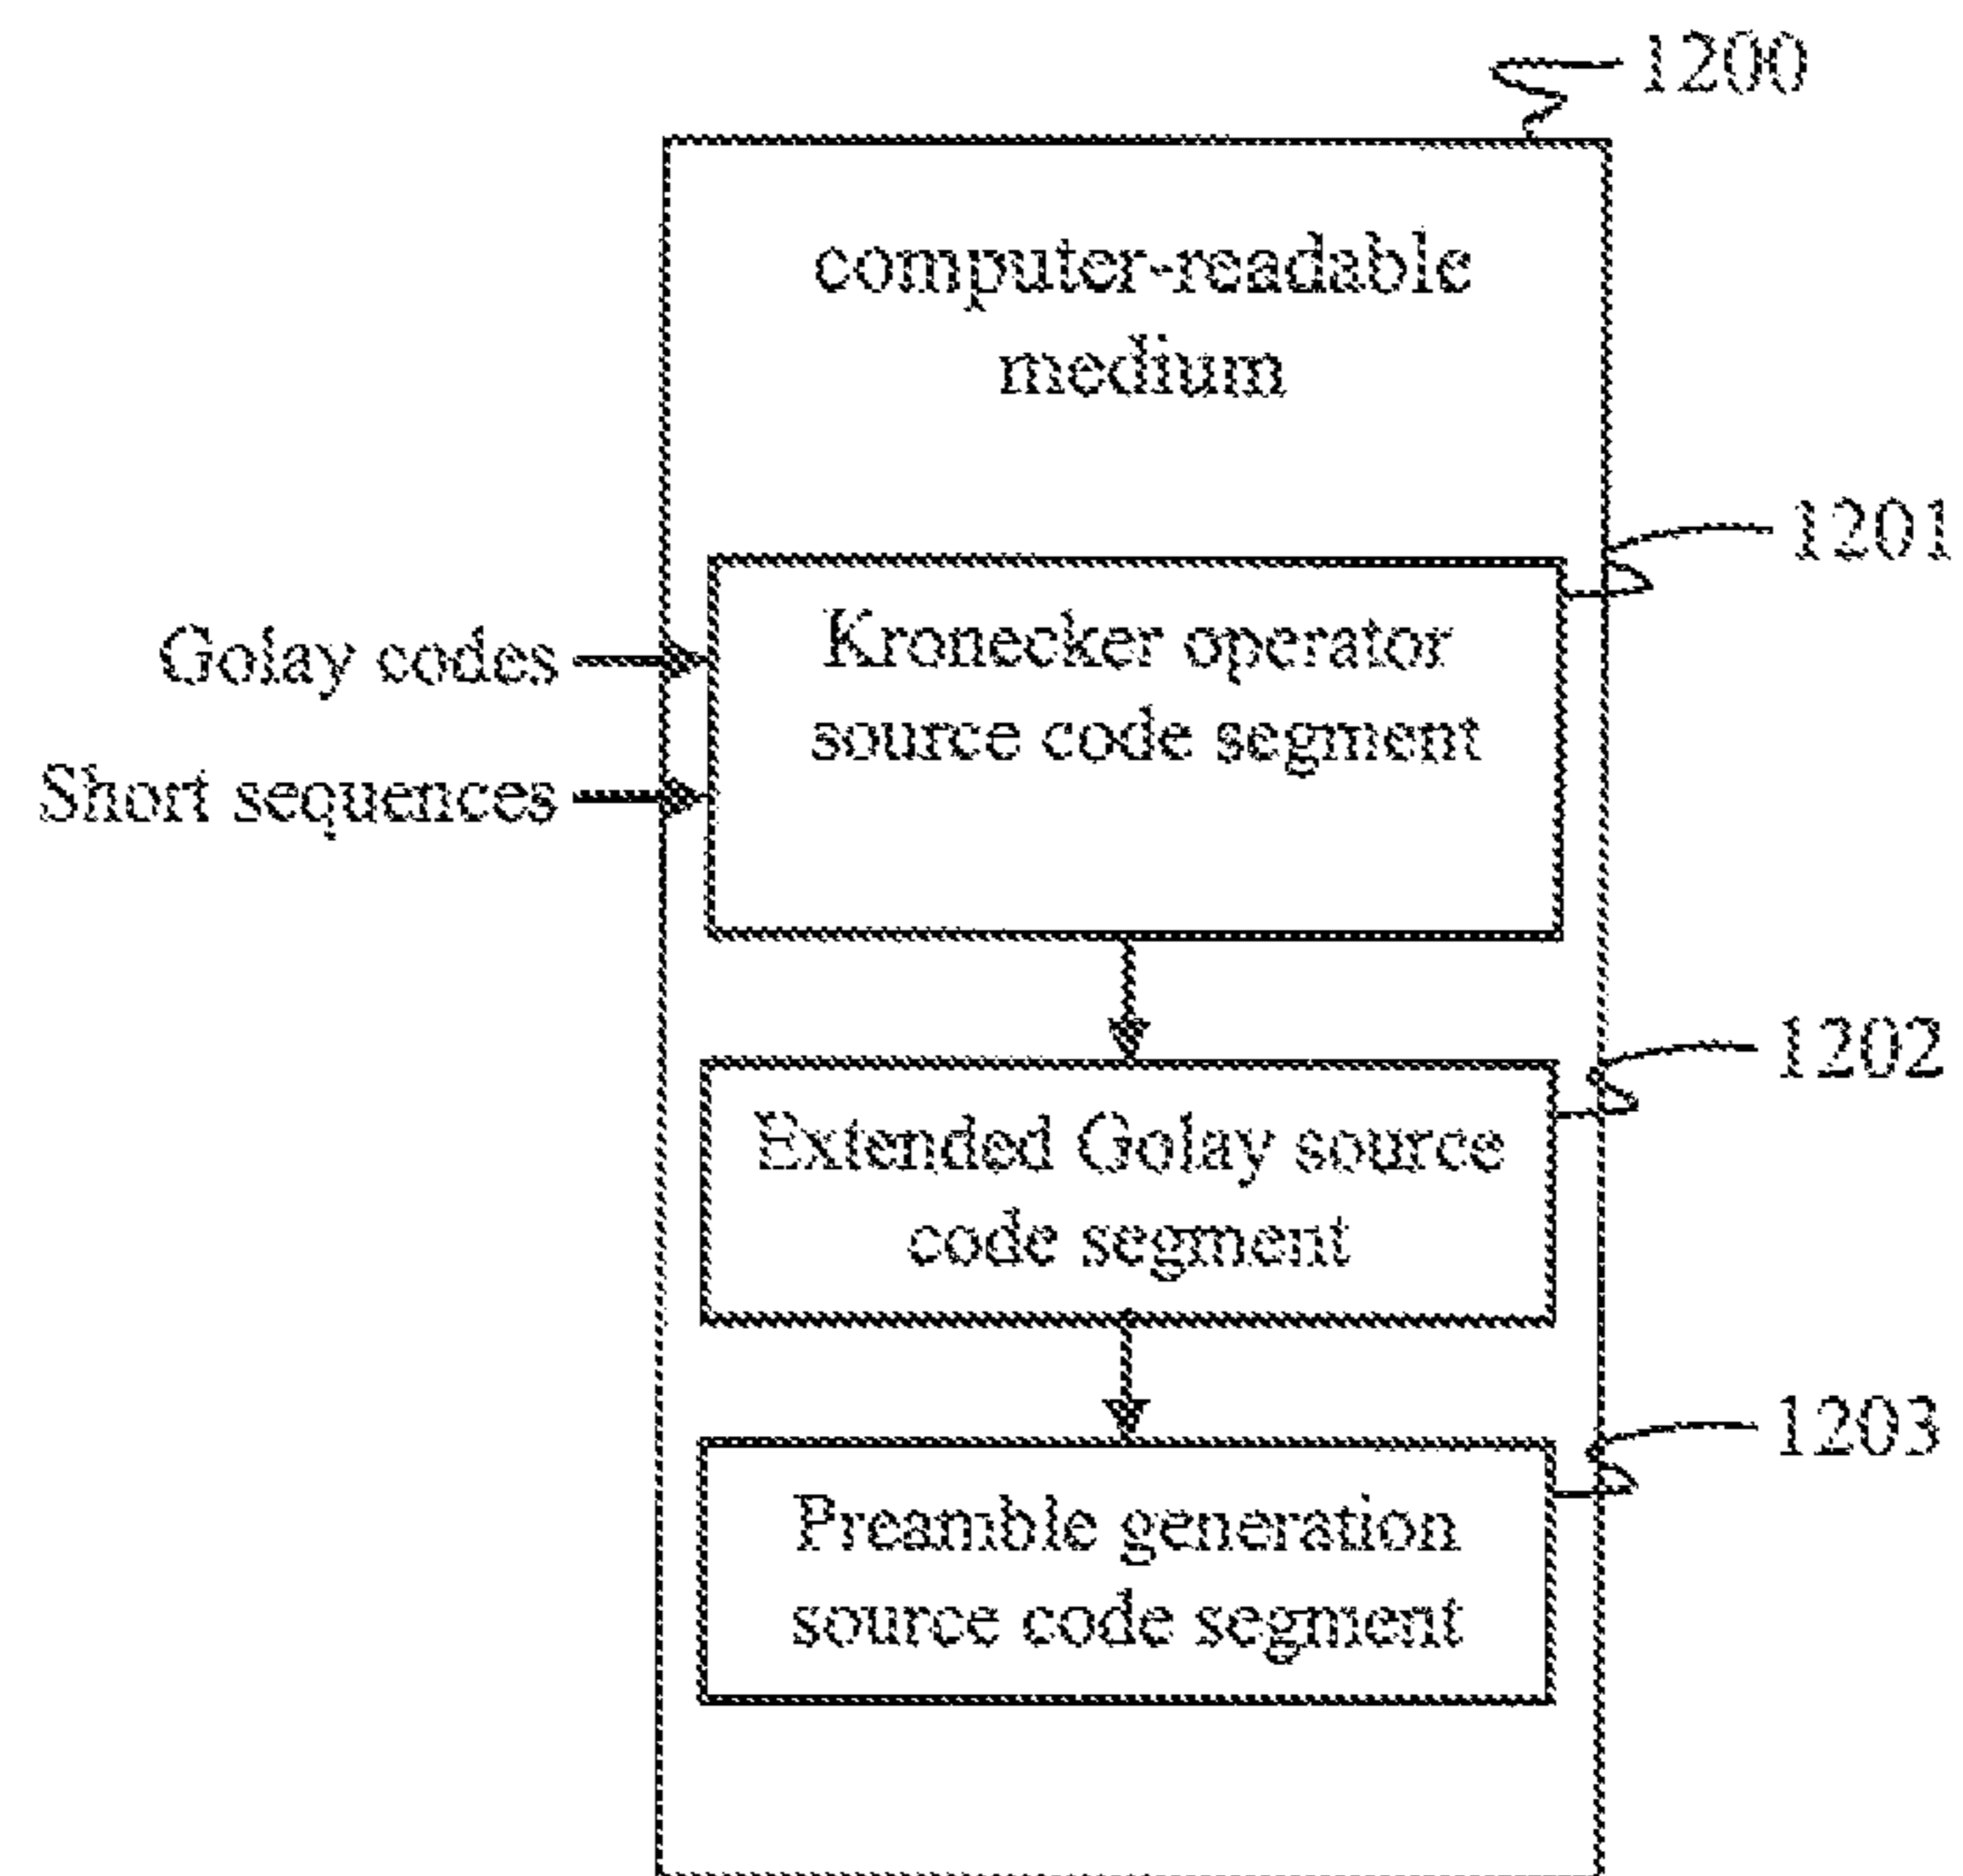 1200
computer-readable
medium
1201
Kronecker operator
source code segment
Golay codes
Short sequences
1202
Extended Golay source
code segment
1203
Preamble generation
source code segment